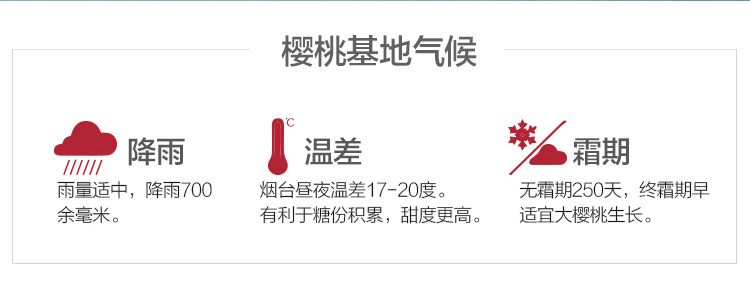 樱桃基地气候
降雨
雨量适中，降雨700
余毫米。
℃
温差
烟台昼夜温差17-20度。
有利于糖份积累，甜度更高。
霜期
无霜期250天，终霜期早
适宜大樱桃生长。